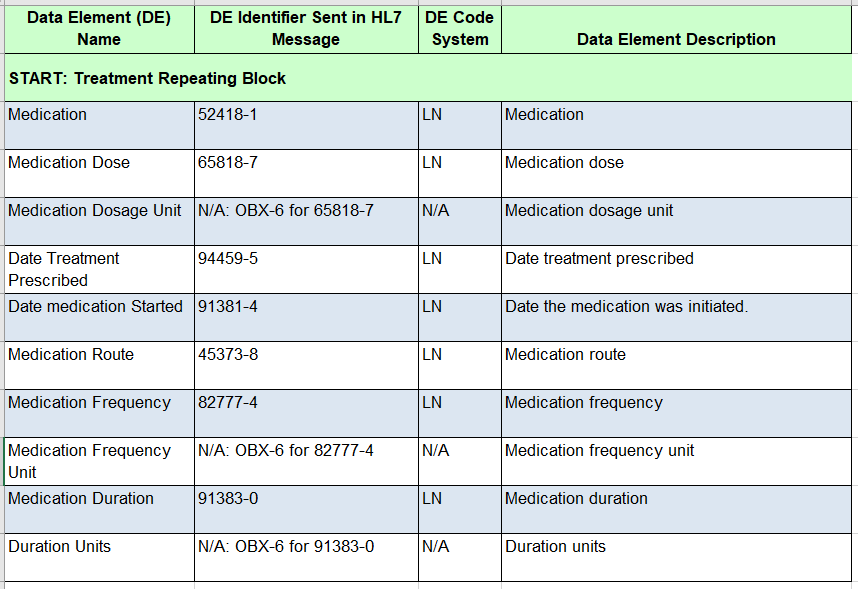 Data Element (DE) Name
DE Identifier Sent in HL7 Message
DE Code System
Data Element Description
START: Treatment Repeating Block
Medication
52418-1
LN
Medication
Medication Dose
65818-7
LN
Medication dose
Medication Dosage Unit
N/A: OBX-6 for 65818-7
N/A
Medication dosage unit
Date Treatment
Prescribed
94459-5
LN
Date treatment prescribed
Date medication Started
91381-4
LN
Date the medication was initiated.
Medication Route
45373-8
LN
Medication route
Medication Frequency
82777-4
LN
Medication frequency
Medication Frequency
Unit
N/A: OBX-6 for 82777-4
N/A
Medication frequency unit
Medication Duration
91383-0
LN
Medication duration
Duration Units
N/A: OBX-6 for 91383-0
N/A
Duration units